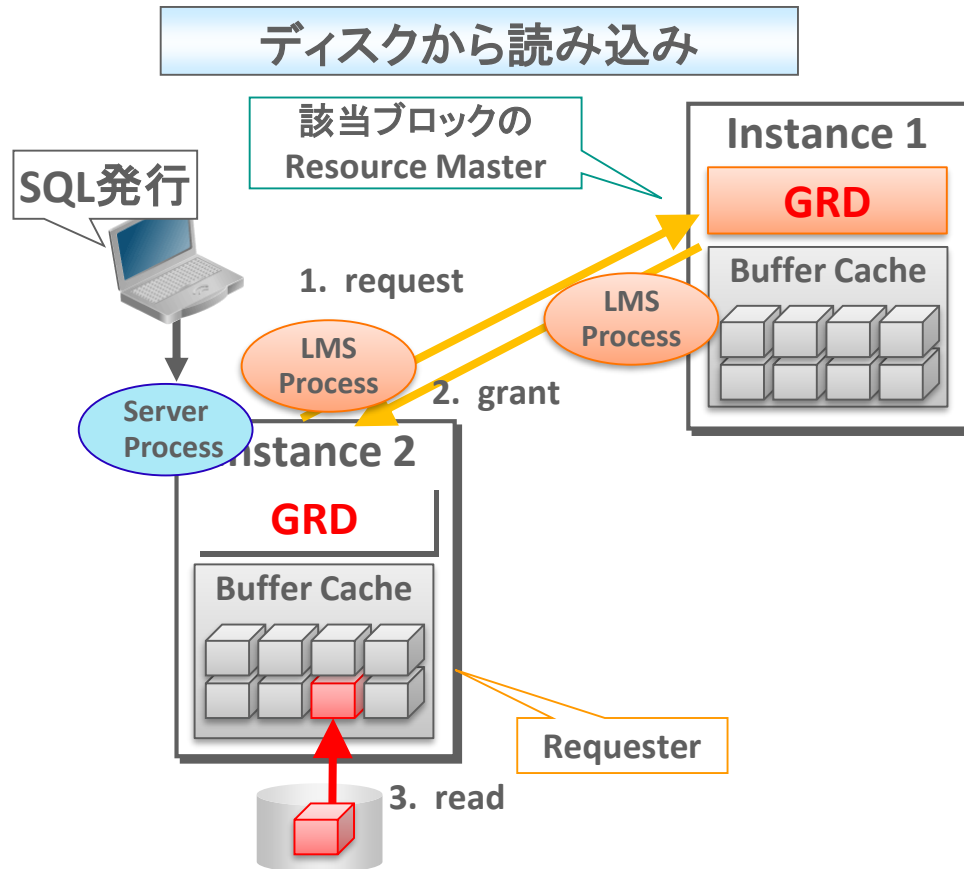 ディスクから読み込み
該当ブロックの
Resource Master
Instance 1
SQL発行
GRD
Buffer Cache
1. request
LMS
Process
LMS
Process
2. grant
Server
Process
nstance 2
GRD
Buffer Cache
Requester
3. read